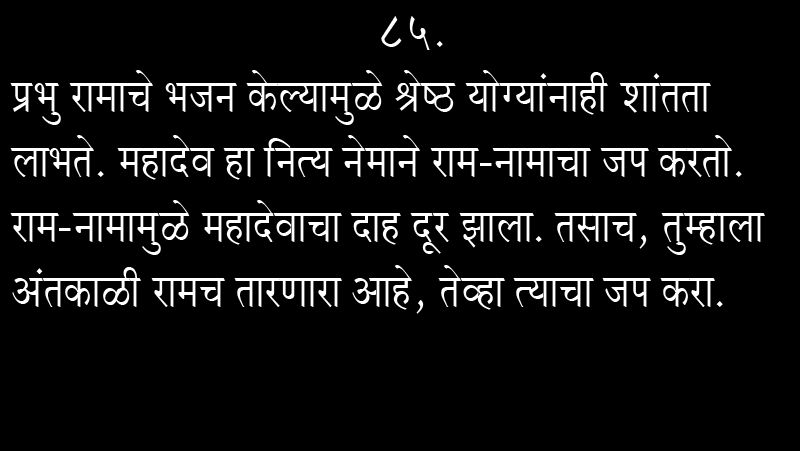 ८५.
प्रभु रामाचे भजन केल्यामुळे श्रेष्ठ योग्यांनाही शांतता
लाभते. महादेव हा नित्य नेमाने राम-नामाचा जप करतो.
राम-नामामुळे महादेवाचा दाह दूर झाला. तसाच, तुम्हाला
अंतकाळी रामच तारणारा आहे, तेव्हा त्याचा जप करा.